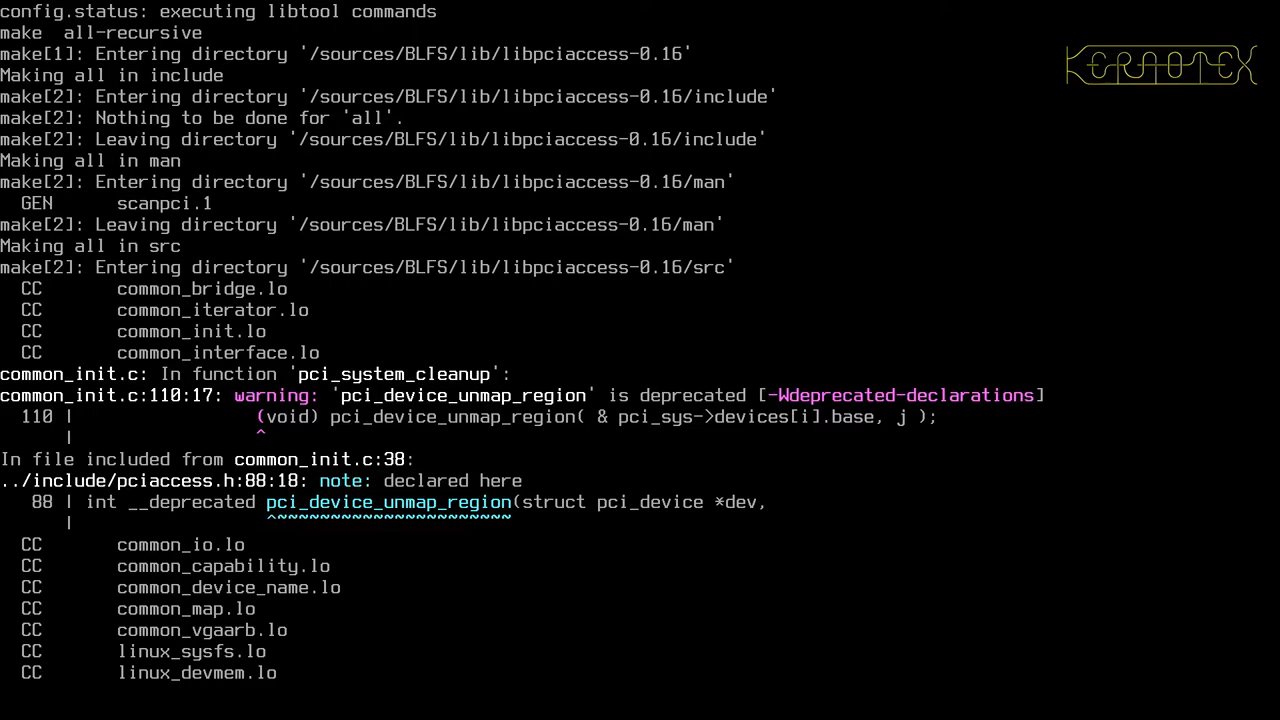 config.status: executing libtool commands
make  all-recursive
make[1]: Entering directory '/sources/BLFS/lib/libpciaccess-0.16'
Making all in include
make[2]: Entering directory '/sources/BLFS/lib/libpciaccess-0.16/include'
make[2]: Nothing to be done for 'all'.
make[2]: Leaving directory '/sources/BLFS/lib/libpciaccess-0.16/include'
Making all in man
make[2]: Entering directory '/sources/BLFS/lib/libpciaccess-0.16/man'
  GEN      scanpci.1
make[2]: Leaving directory '/sources/BLFS/lib/libpciaccess-0.16/man'
Making all in src
make[2]: Entering directory '/sources/BLFS/lib/libpciaccess-0.16/src'
  CC       common_bridge.lo
  CC       common_iterator.lo
  CC       common_init.lo
  CC       common_interface.lo
common_init.c: In function 'pci_system_cleanup':
common_init.c:110:17: warning: 'pci_device_unmap_region' is deprecated [-Wdeprecated-declarations]
  110 |                 (void) pci_device_unmap_region( & pci_sys->devices[i].base, j );
      |                 ^
In file included from common_init.c:38:
../include/pciaccess.h:88:18: note: declared here
   88 | int __deprecated pci_device_unmap_region(struct pci_device *dev,
      |                  ^~~~~~~~~~~~~~~~~~~~~~~
  CC       common_io.lo
  CC       common_capability.lo
  CC       common_device_name.lo
  CC       common_map.lo
  CC       common_vgaarb.lo
  CC       linux_sysfs.lo
  CC       linux_devmem.lo
KERNOTEX